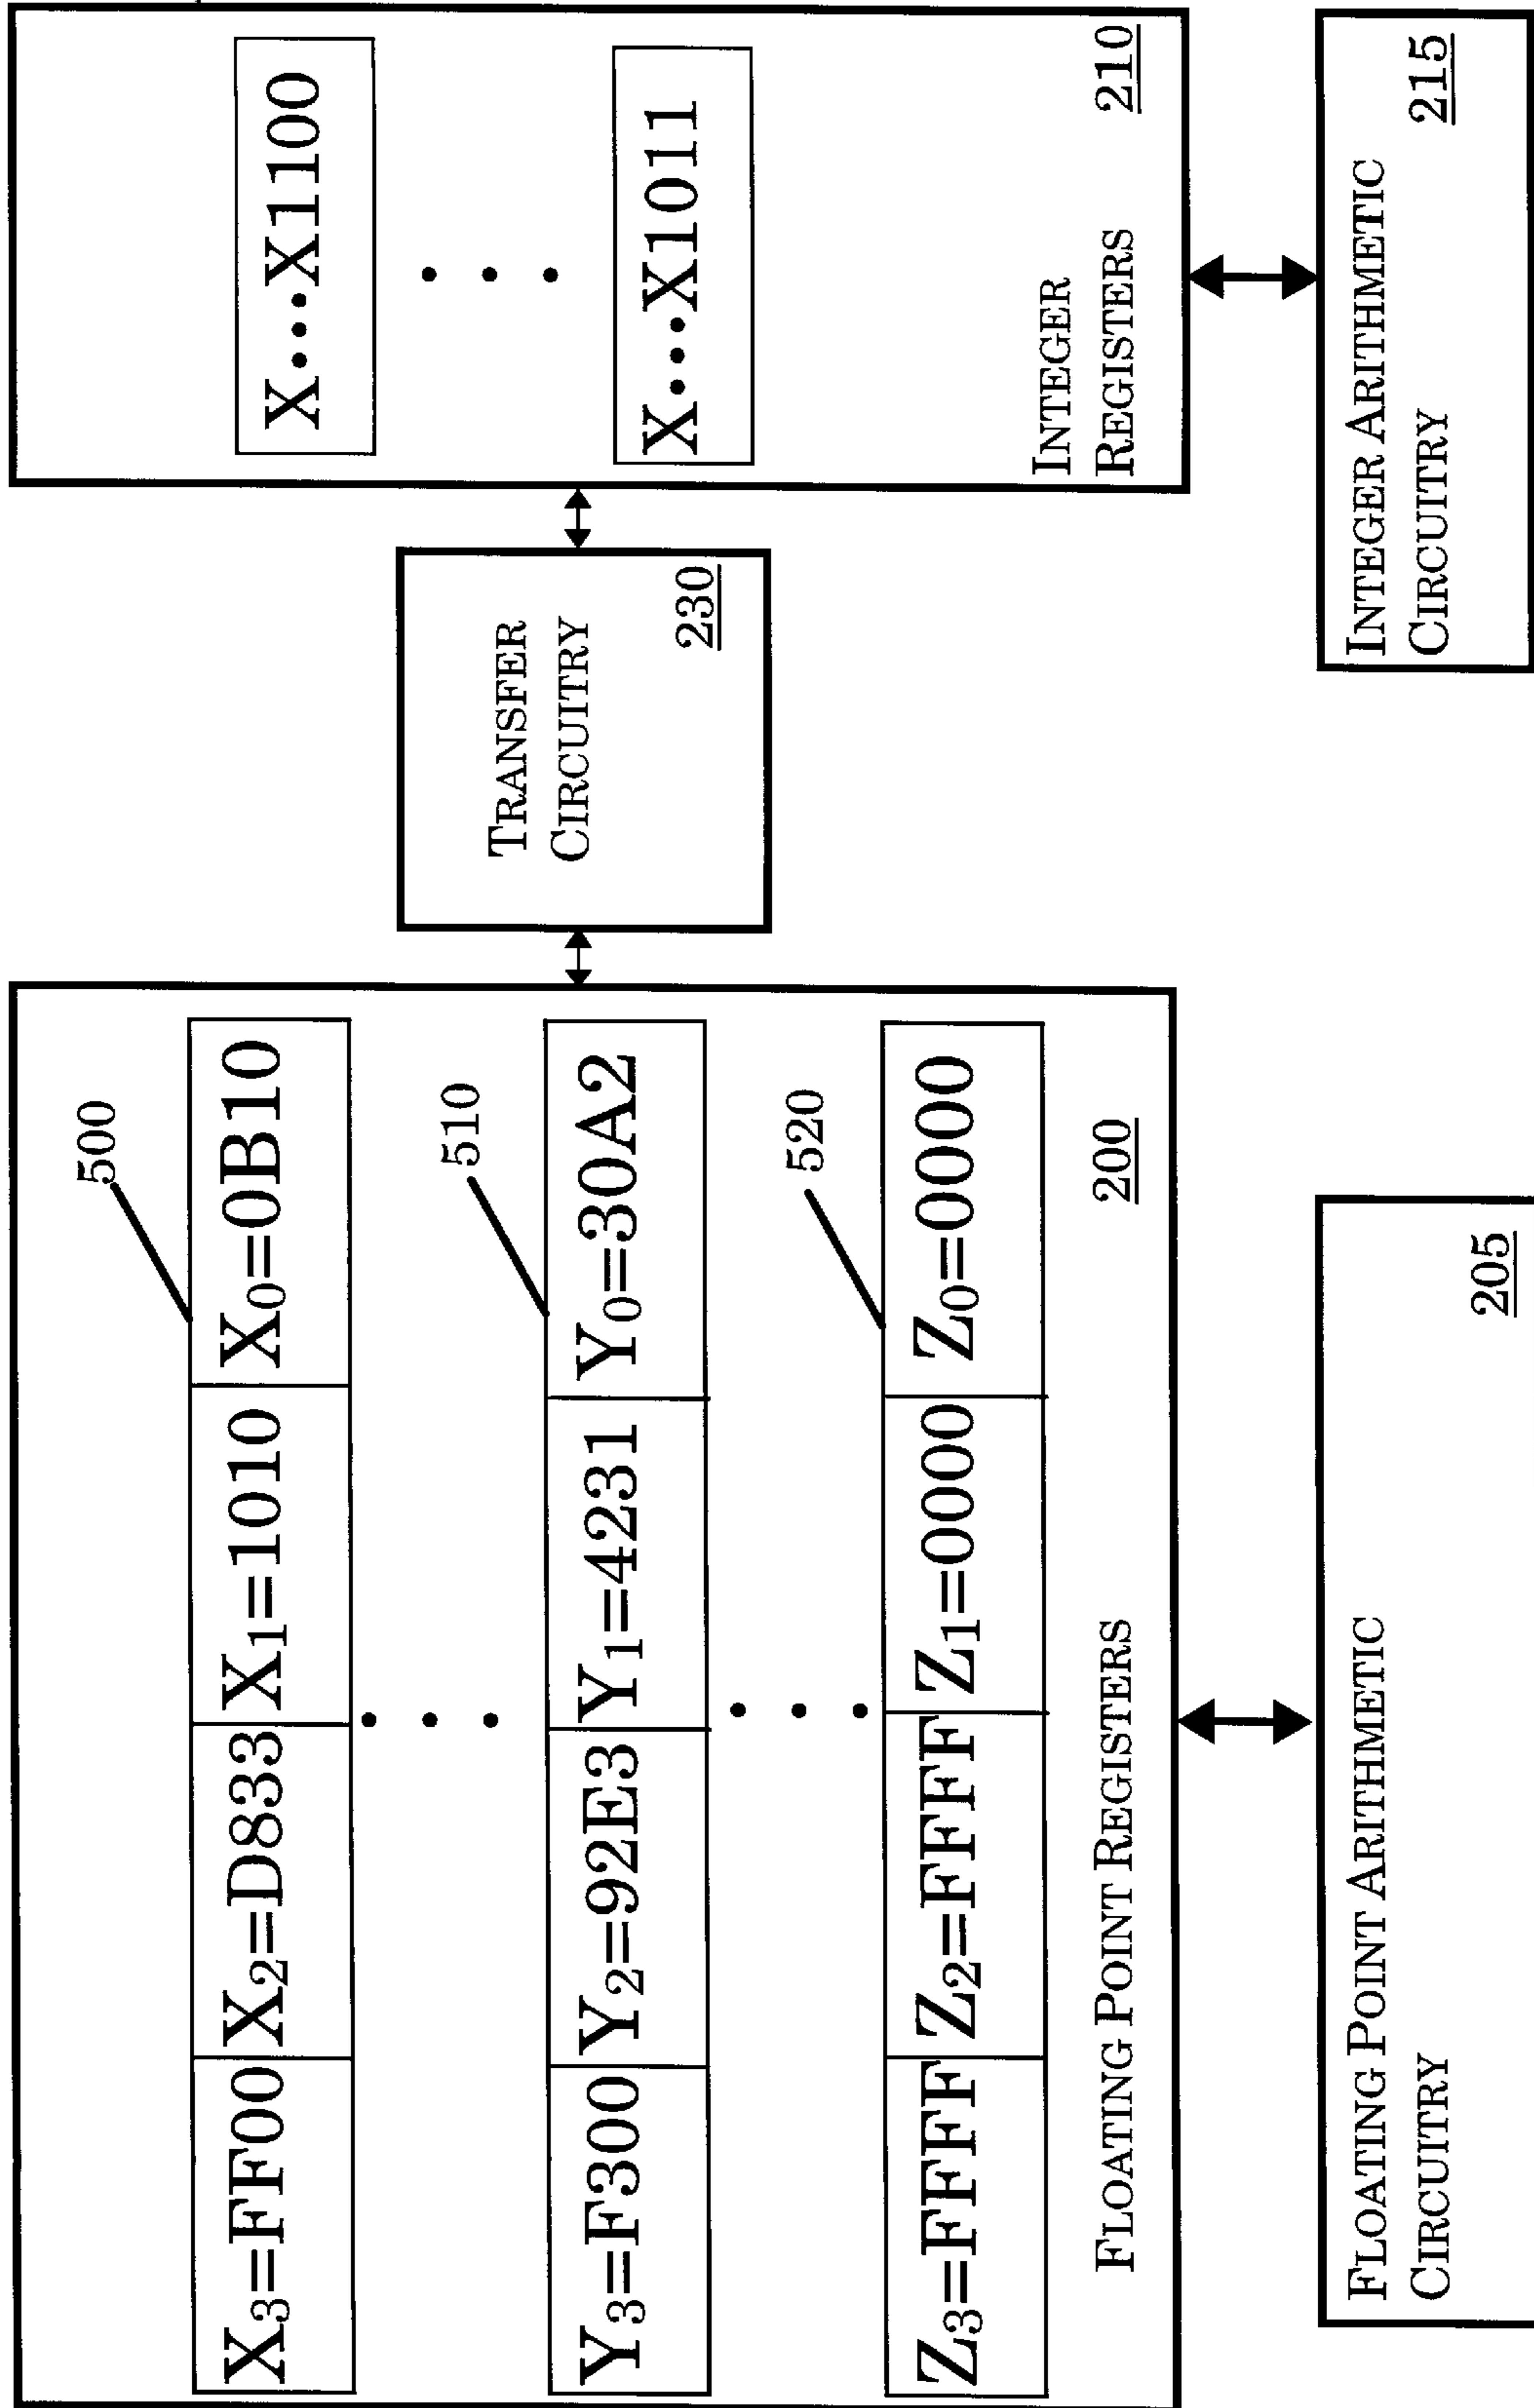 500
X₃=FF00 X₂=D833 X₁=1010 X₀=0B10
510
Y₃=F300 Y₂=92E3 Y₁=4231 Y₀=30A2
520
Z₃=FFFF Z₂=FFFF Z₁=0000 Z₀=0000
FLOATING POINT REGISTERS 200
FLOATING POINT ARITHMETIC
CIRCUITRY
205
TRANSFER
CIRCUITRY
230
X•••X1100
X•••X1011
INTEGER
REGISTERS 210
INTEGER ARITHMETIC
CIRCUITRY 215